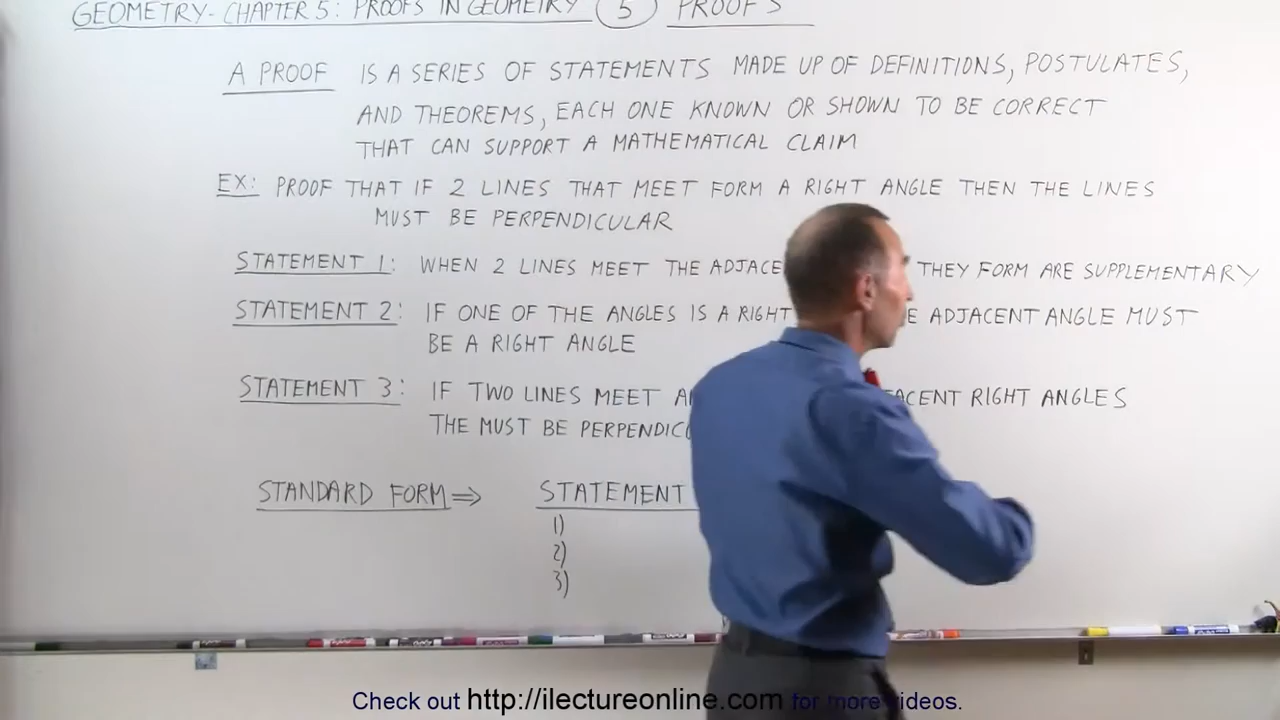 GEOMETRY- CHAPTER 5: PROOFS IN GEOMETRY 5 PROOFS
A PROOF IS A SERIES OF STATEMENTS MADE UP OF DEFINITIONS, POSTULATES,
AND THEOREMS, EACH ONE KNOWN OR SHOWN TO BE CORRECT
THAT CAN SUPPORT A MATHEMATICAL CLAIM
EX: PROOF THAT IF 2 LINES THAT MEET FORM A RIGHT ANGLE THEN THE LINES
MUST BE PERPENDICULAR
STATEMENT 1: WHEN 2 LINES MEET THE THEY FORM ARE SUPPLEMENTARY
STATEMENT 2: IF ONE OF THE ANGLES IS A RIGHT ADJACENT ANGLE MUST
BE A RIGHT ANGLE
STATEMENT 3: IF TWO LINES MEET RIGHT ANGLES
THE MUST BE
STANDARD FORM ⇒ STATEMENT
1)
2)
3)
Check out http://ilectureonline.com for more videos.